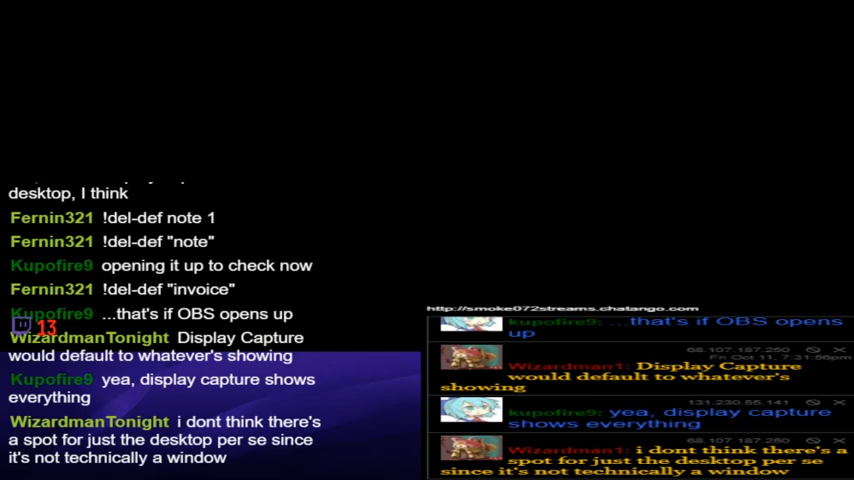 desktop, I think
Fernin321 !del-def note 1
Fernin321 !del-def "note"
Kupofire9 opening it up to check now
Fernin321 !del-def "invoice"
Kupofire9 ...that's if OBS opens up
13
WizardmanTonight Display Capture
would default to whatever's showing
Kupofire9 yea, display capture shows
everything
WizardmanTonight i dont think there's
a spot for just the desktop per se since
it's not technically a window
http://smoke072streams.chatango.com
kupofire9: ...that's if OBS opens
up
68.107.187.250
Fri Oct 11, 7:31:56pm
Wizardman1: Display Capture
would default to whatever's
showing
131.230.55.141
kupofire9: yea, display capture
shows everything
68.107.187.250
Wizardman1: i dont think there's a
spot for just the desktop per se
since it's not technically a window